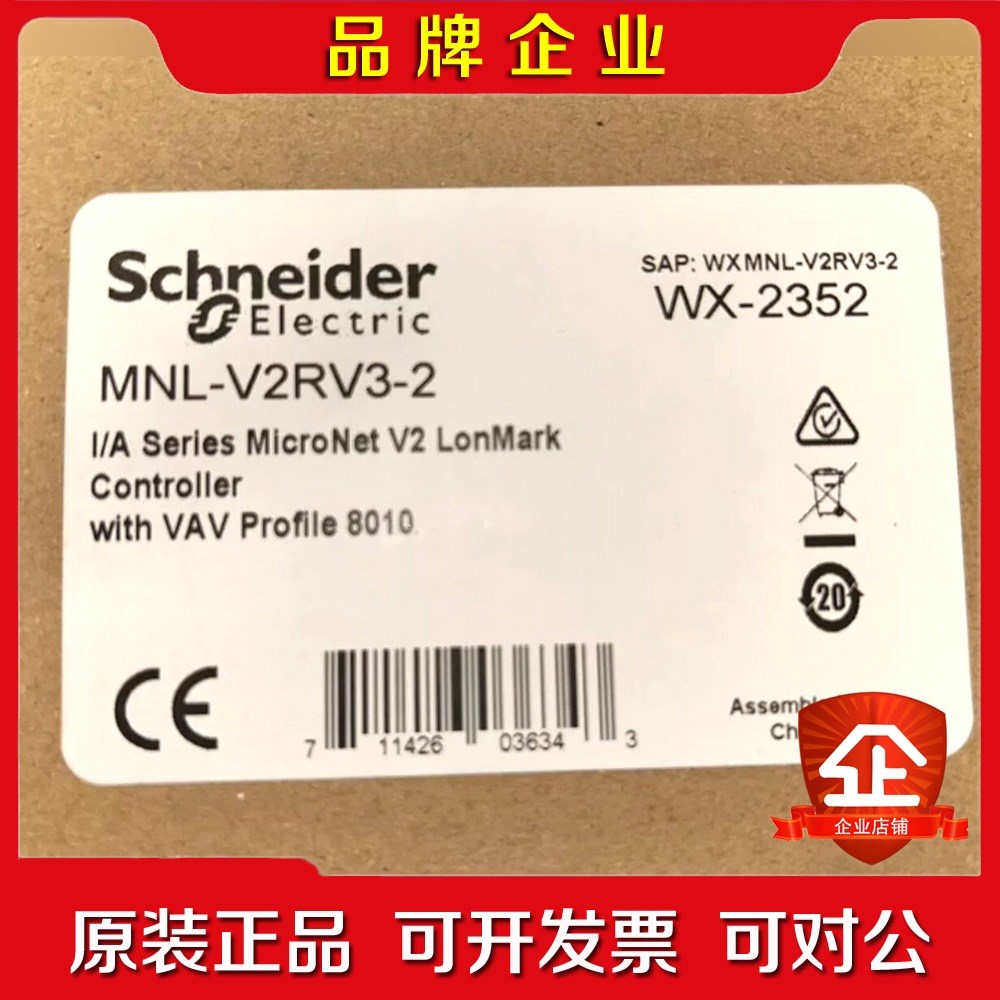 品牌企业
Schneider
Electric
SAP: WXMNL-V2RV3-2
WX-2352
MNL-V2RV3-2
I/A Series MicroNet V2 LonMark
Controller
with VAV Profile 8010
20
CE
7 11426 03634 3
企
企业店铺
原装正品 可开发票 可对公